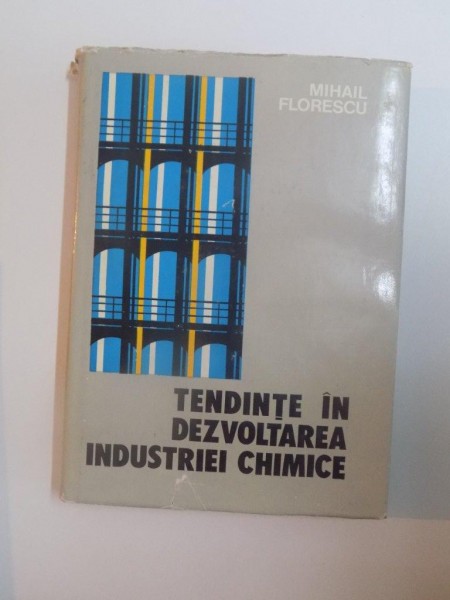 MIHAIL
FLORESCU
TENDINȚE ÎN
DEZVOLTAREA
INDUSTRIEI CHIMICE